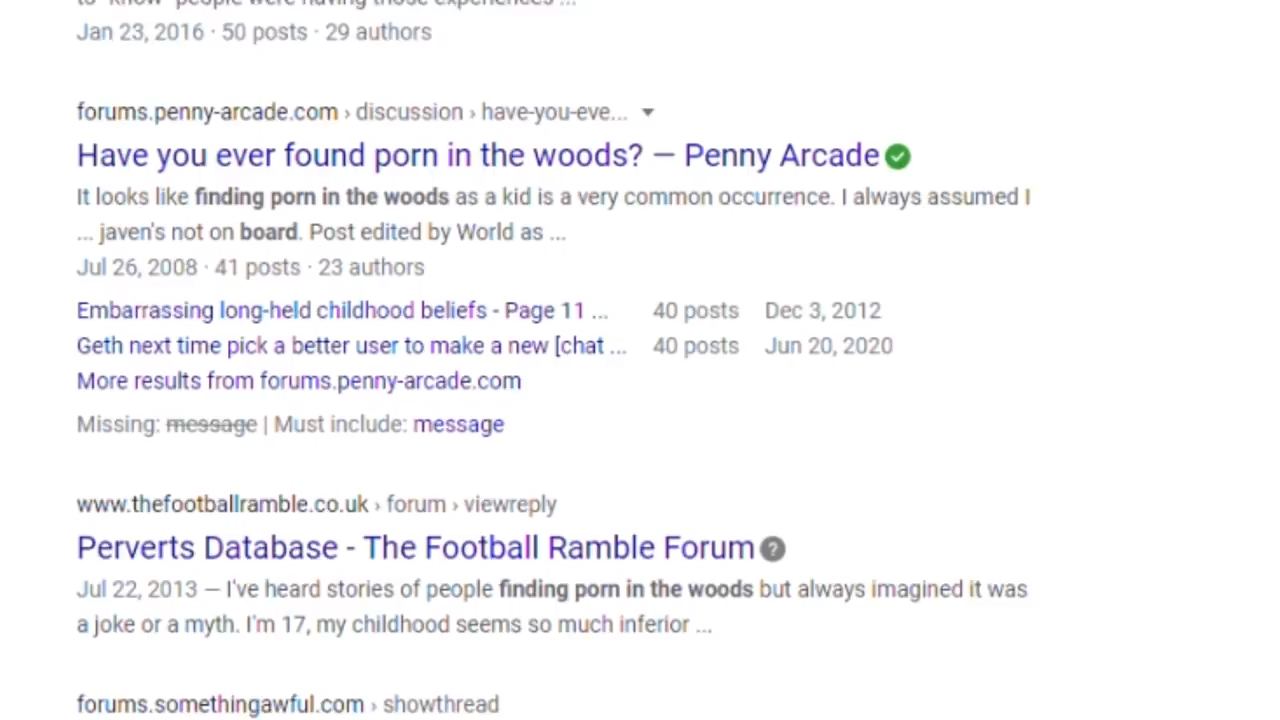 to "know" people were having those experiences ...
Jan 23, 2016 · 50 posts · 29 authors
forums.penny-arcade.com › discussion › have-you-eve...
Have you ever found porn in the woods? — Penny Arcade
It looks like finding porn in the woods as a kid is a very common occurrence. I always assumed I
... javen's not on board. Post edited by World as ...
Jul 26, 2008 · 41 posts · 23 authors
Embarrassing long-held childhood beliefs - Page 11 ... 40 posts Dec 3, 2012
Geth next time pick a better user to make a new [chat ... 40 posts Jun 20, 2020
More results from forums.penny-arcade.com
Missing: message | Must include: message
www.thefootballramble.co.uk › forum › viewreply
Perverts Database - The Football Ramble Forum ?
Jul 22, 2013 — I've heard stories of people finding porn in the woods but always imagined it was
a joke or a myth. I'm 17, my childhood seems so much inferior ...
forums.somethingawful.com › showthread